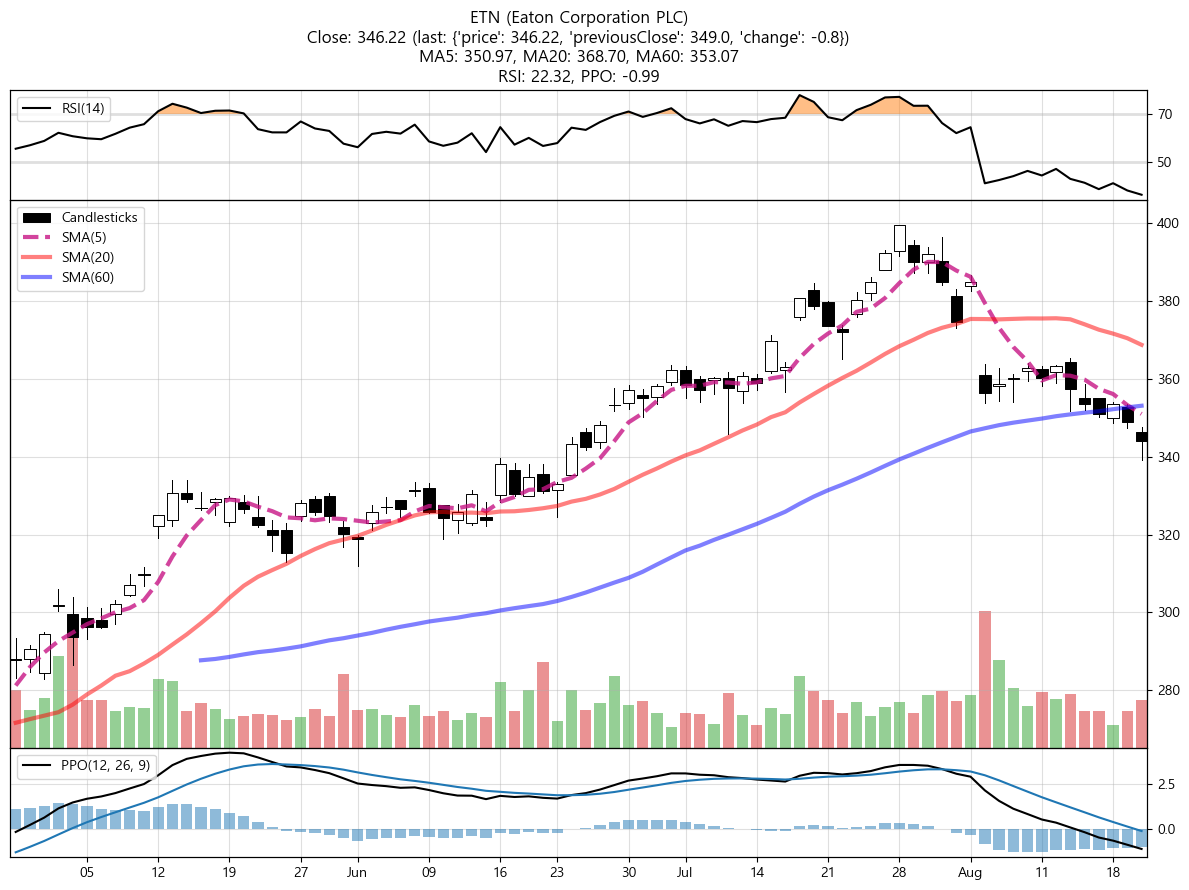 ETN (Eaton Corporation PLC)
Close: 346.22 (last: {'price': 346.22, 'previousClose': 349.0, 'change': -0.8})
MA5: 350.97, MA20: 368.70, MA60: 353.07
RSI: 22.32, PPO: -0.99
RSI(14)
70
50
Candlesticks
SMA(5)
SMA(20)
SMA(60)
400
380
360
340
320
300
280
PPO(12, 26, 9)
2.5
0.0
05 12 19 27 Jun 09 16 23 30 Jul 14 21 28 Aug 11 18